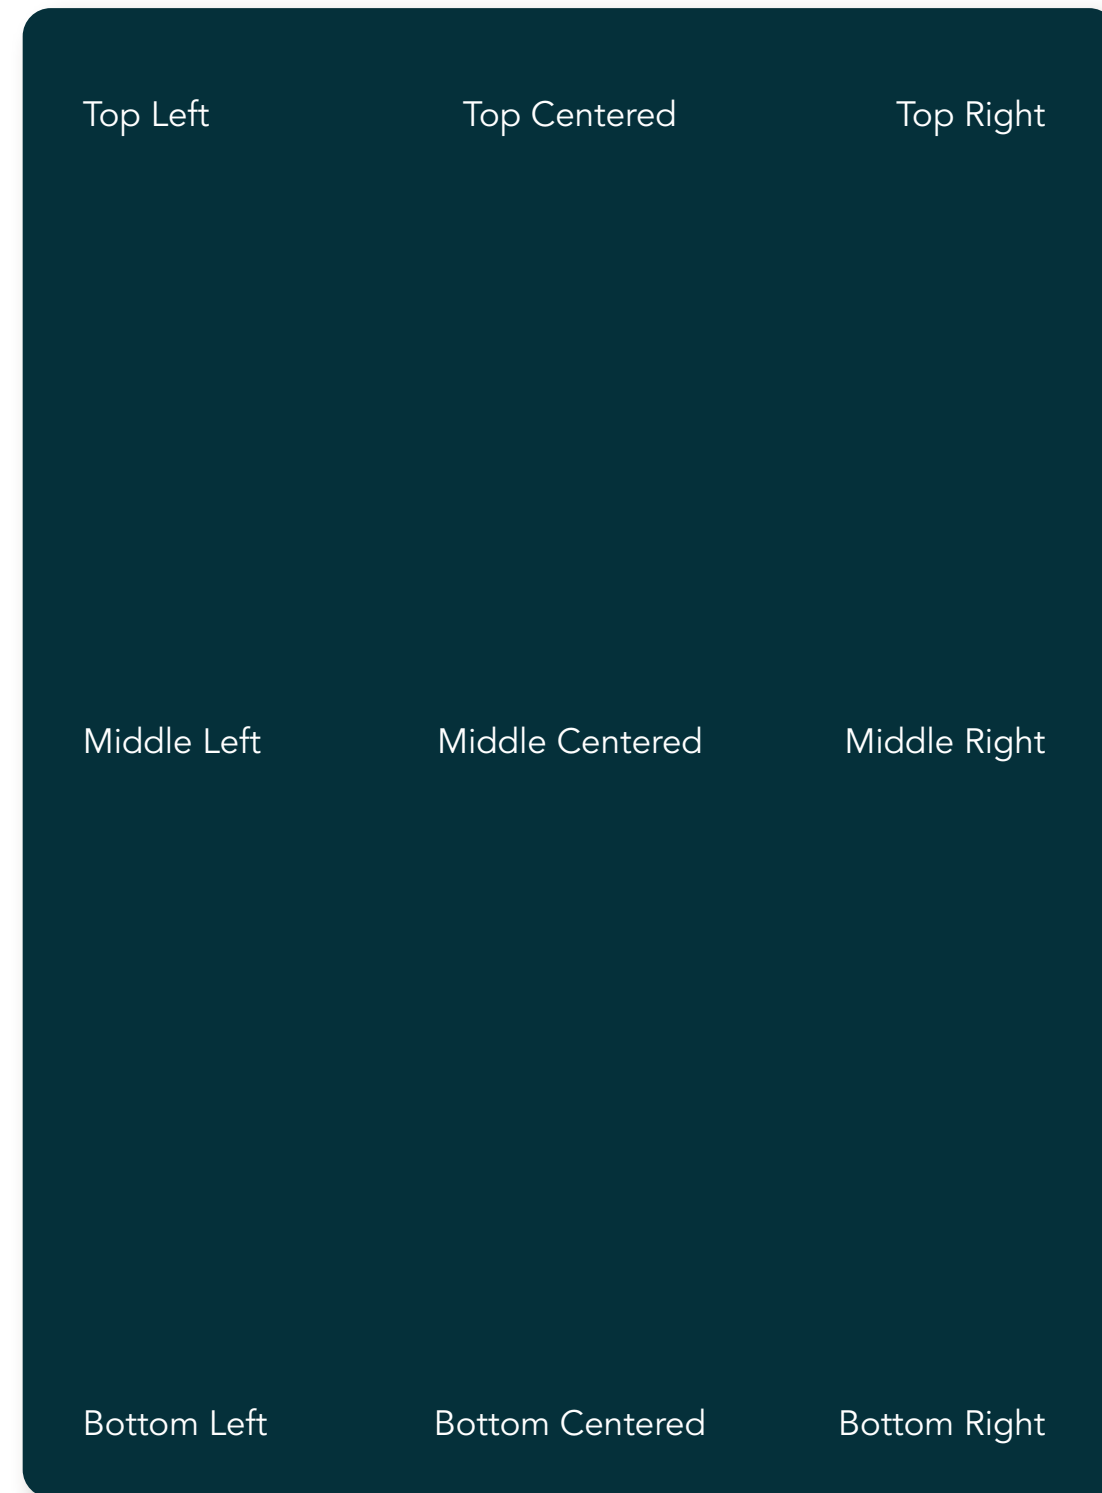 Top Left
Top Centered
Top Right
Middle Left
Middle Centered
Middle Right
Bottom Left
Bottom Centered
Bottom Right